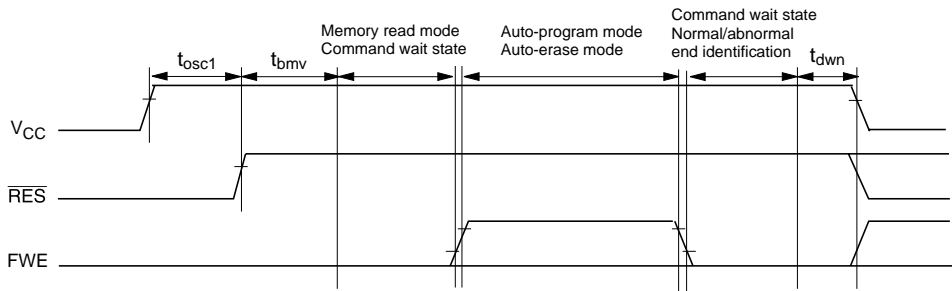 Memory read mode
Command wait state
Auto-program mode
Auto-erase mode
Command wait state
Normal/abnormal
end identification
tosc1
tbmv
tdwn
VCC
RES
FWE